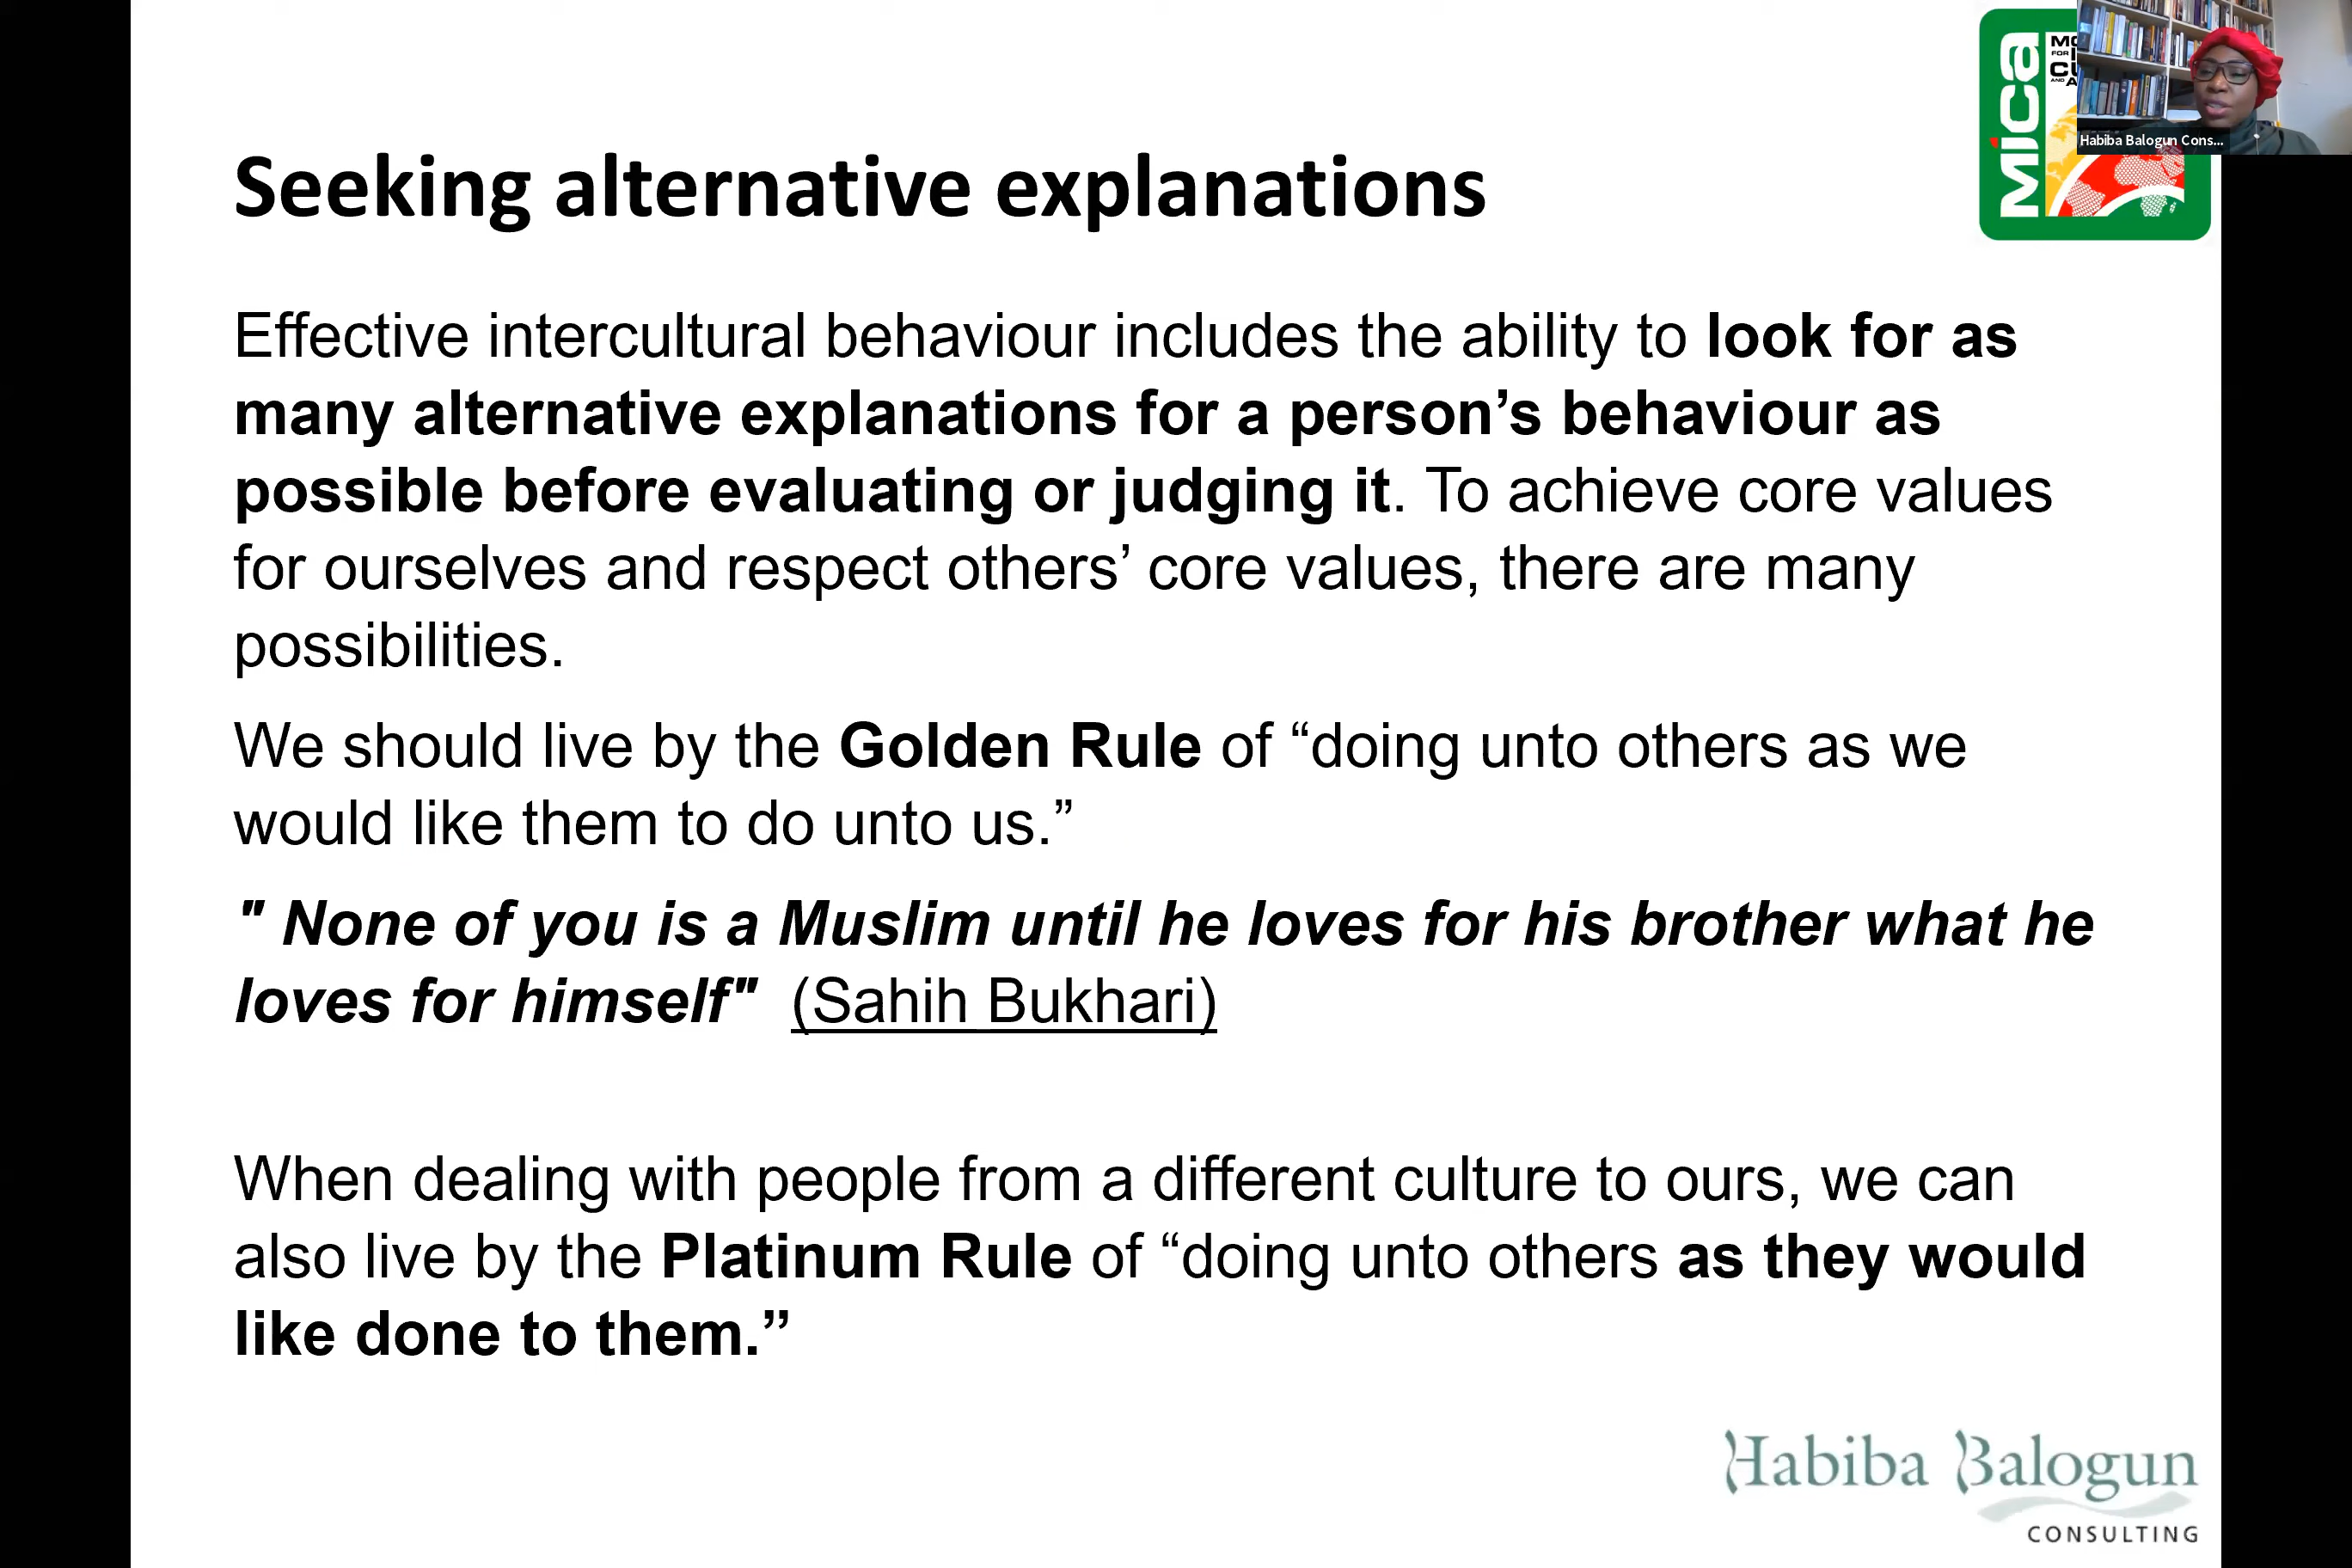 Mica
Habiba Balogun Cons...
Seeking alternative explanations
Effective intercultural behaviour includes the ability to look for as
many alternative explanations for a person’s behaviour as
possible before evaluating or judging it. To achieve core values
for ourselves and respect others’ core values, there are many
possibilities.
We should live by the Golden Rule of “doing unto others as we
would like them to do unto us.”
" None of you is a Muslim until he loves for his brother what he
loves for himself" (Sahih Bukhari)
When dealing with people from a different culture to ours, we can
also live by the Platinum Rule of “doing unto others as they would
like done to them.”
Habiba Balogun
CONSULTING